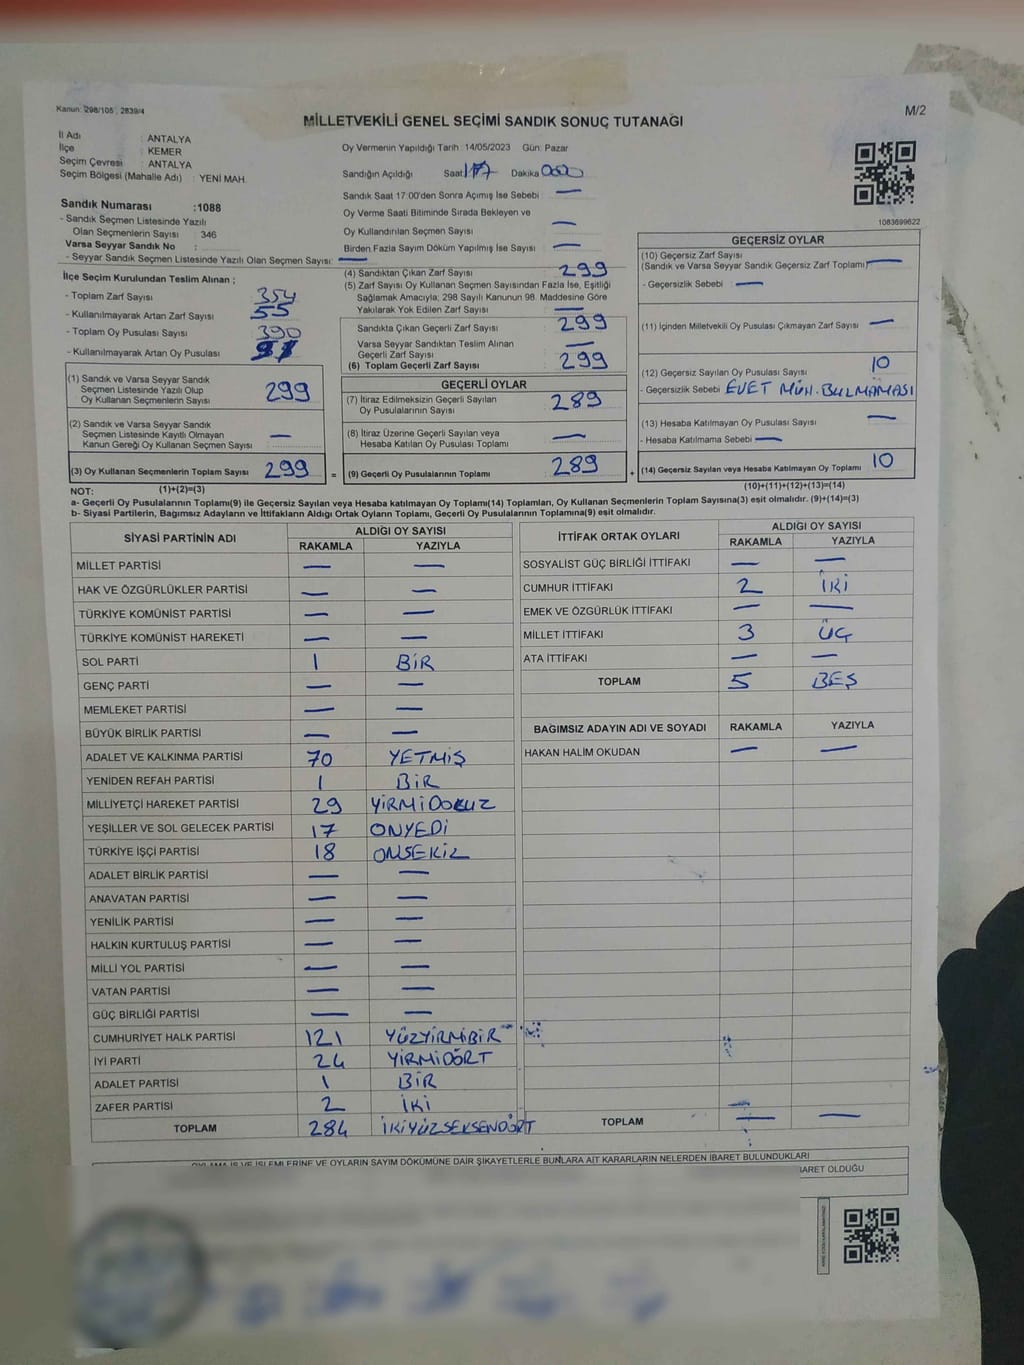 Kanun: 298/105, 2839/4
M/2
MİLLETVEKİLİ GENEL SEÇİMİ SANDIK SONUÇ TUTANAĞI
İl Adı : ANTALYA
İlçe : KEMER
Seçim Çevresi : ANTALYA
Seçim Bölgesi (Mahalle Adı) : YENİ MAH.
Sandık Numarası :1088
- Sandık Seçmen Listesinde Yazılı
Olan Seçmenlerin Sayısı : 346
Varsa Seyyar Sandık No :
- Seyyar Sandık Seçmen Listesinde Yazılı Olan Seçmen Sayısı: —
Oy Vermenin Yapıldığı Tarih :14/05/2023 Gün: Pazar
Sandığın Açıldığı Saat Dakika
Sandık Saat 17:00'den Sonra Açılmış İse Sebebi —
Oy Verme Saati Bitiminde Sırada Bekleyen ve
Oy Kullandırılan Seçmen Sayısı —
Birden Fazla Sayım Döküm Yapılmış İse Sayısı —
1083699622
İlçe Seçim Kurulundan Teslim Alınan ;
- Toplam Zarf Sayısı 354
- Kullanılmayarak Artan Zarf Sayısı 55
- Toplam Oy Pusulası Sayısı 390
- Kullanılmayarak Artan Oy Pusulası
(4) Sandıktan Çıkan Zarf Sayısı 299
(5) Zarf Sayısı Oy Kullanan Seçmen Sayısından Fazla İse, Eşitliği
Sağlamak Amacıyla, 298 Sayılı Kanunun 98. Maddesine Göre
Yakılarak Yok Edilen Zarf Sayısı —
Sandıkta Çıkan Geçerli Zarf Sayısı 299
Varsa Seyyar Sandıktan Teslim Alınan
Geçerli Zarf Sayısı —
(6) Toplam Geçerli Zarf Sayısı 299
GEÇERSİZ OYLAR
(10) Geçersiz Zarf Sayısı
(Sandık ve Varsa Seyyar Sandık Geçersiz Zarf Toplamı) —
- Geçersizlik Sebebi : —
(11) İçinden Milletvekili Oy Pusulası Çıkmayan Zarf Sayısı —
(12) Geçersiz Sayılan Oy Pusulası Sayısı 10
- Geçersizlik Sebebi EVET MÜH. BULMAMASI
(13) Hesaba Katılmayan Oy Pusulası Sayısı —
- Hesaba Katılmama Sebebi —
(14) Geçersiz Sayılan veya Hesaba Katılmayan Oy Toplamı 10
(10)+(11)+(12)+(13)=(14)
(1) Sandık ve Varsa Seyyar Sandık
Seçmen Listesinde Yazılı Olup
Oy Kullanan Seçmenlerin Sayısı 299
(2) Sandık ve Varsa Seyyar Sandık
Seçmen Listesinde Kayıtlı Olmayan
Kanun Gereği Oy Kullanan Seçmen Sayısı —
(3) Oy Kullanan Seçmenlerin Toplam Sayısı 299 =
(1)+(2)=(3)
GEÇERLİ OYLAR
(7) İtiraz Edilmeksizin Geçerli Sayılan
Oy Pusulalarının Sayısı 289
(8) İtiraz Üzerine Geçerli Sayılan veya
Hesaba Katılan Oy Pusulası Toplamı —
(9) Geçerli Oy Pusulalarının Toplamı 289 +
NOT:
a- Geçerli Oy Pusulalarının Toplamı(9) ile Geçersiz Sayılan veya Hesaba katılmayan Oy Toplamı(14) Toplamları, Oy Kullanan Seçmenlerin Toplam Sayısına(3) eşit olmalıdır. (9)+(14)=(3)
b- Siyasi Partilerin, Bağımsız Adayların ve İttifakların Aldığı Ortak Oyların Toplamı, Geçerli Oy Pusulalarının Toplamına(9) eşit olmalıdır.
SİYASİ PARTİNİN ADI ALDIĞI OY SAYISI
RAKAMLA YAZIYLA
MİLLET PARTİSİ — —
HAK VE ÖZGÜRLÜKLER PARTİSİ — —
TÜRKİYE KOMÜNİST PARTİSİ — —
TÜRKİYE KOMÜNİST HAREKETİ — —
SOL PARTİ 1 BİR
GENÇ PARTİ — —
MEMLEKET PARTİSİ — —
BÜYÜK BİRLİK PARTİSİ — —
ADALET VE KALKINMA PARTİSİ 70 YETMİŞ
YENİDEN REFAH PARTİSİ 1 BİR
MİLLİYETÇİ HAREKET PARTİSİ 29 YİRMİDOKUZ
YEŞİLLER VE SOL GELECEK PARTİSİ 17 ONYEDİ
TÜRKİYE İŞÇİ PARTİSİ 18 ONSEKİZ
ADALET BİRLİK PARTİSİ — —
ANAVATAN PARTİSİ — —
YENİLİK PARTİSİ — —
HALKIN KURTULUŞ PARTİSİ — —
MİLLİ YOL PARTİSİ — —
VATAN PARTİSİ — —
GÜÇ BİRLİĞİ PARTİSİ — —
CUMHURİYET HALK PARTİSİ 121 YÜZYİRMİBİR
İYİ PARTİ 24 YİRMİDÖRT
ADALET PARTİSİ 1 BİR
ZAFER PARTİSİ 2 İKİ
TOPLAM 284 İKİYÜZSEKSENDÖRT
İTTİFAK ORTAK OYLARI ALDIĞI OY SAYISI
RAKAMLA YAZIYLA
SOSYALİST GÜÇ BİRLİĞİ İTTİFAKI — —
CUMHUR İTTİFAKI 2 İKİ
EMEK VE ÖZGÜRLÜK İTTİFAKI — —
MİLLET İTTİFAKI 3 ÜÇ
ATA İTTİFAKI — —
TOPLAM 5 BEŞ
BAĞIMSIZ ADAYIN ADI VE SOYADI RAKAMLA YAZIYLA
HAKAN HALİM OKUDAN — —
TOPLAM — —
OYLAMA İŞ VE İŞLEMLERİNE VE OYLARIN SAYIM DÖKÜMÜNE DAİR ŞİKAYETLERLE BUNLARA AİT KARARLARIN NELERDEN İBARET BULUNDUKLARI
BARET OLDUĞU